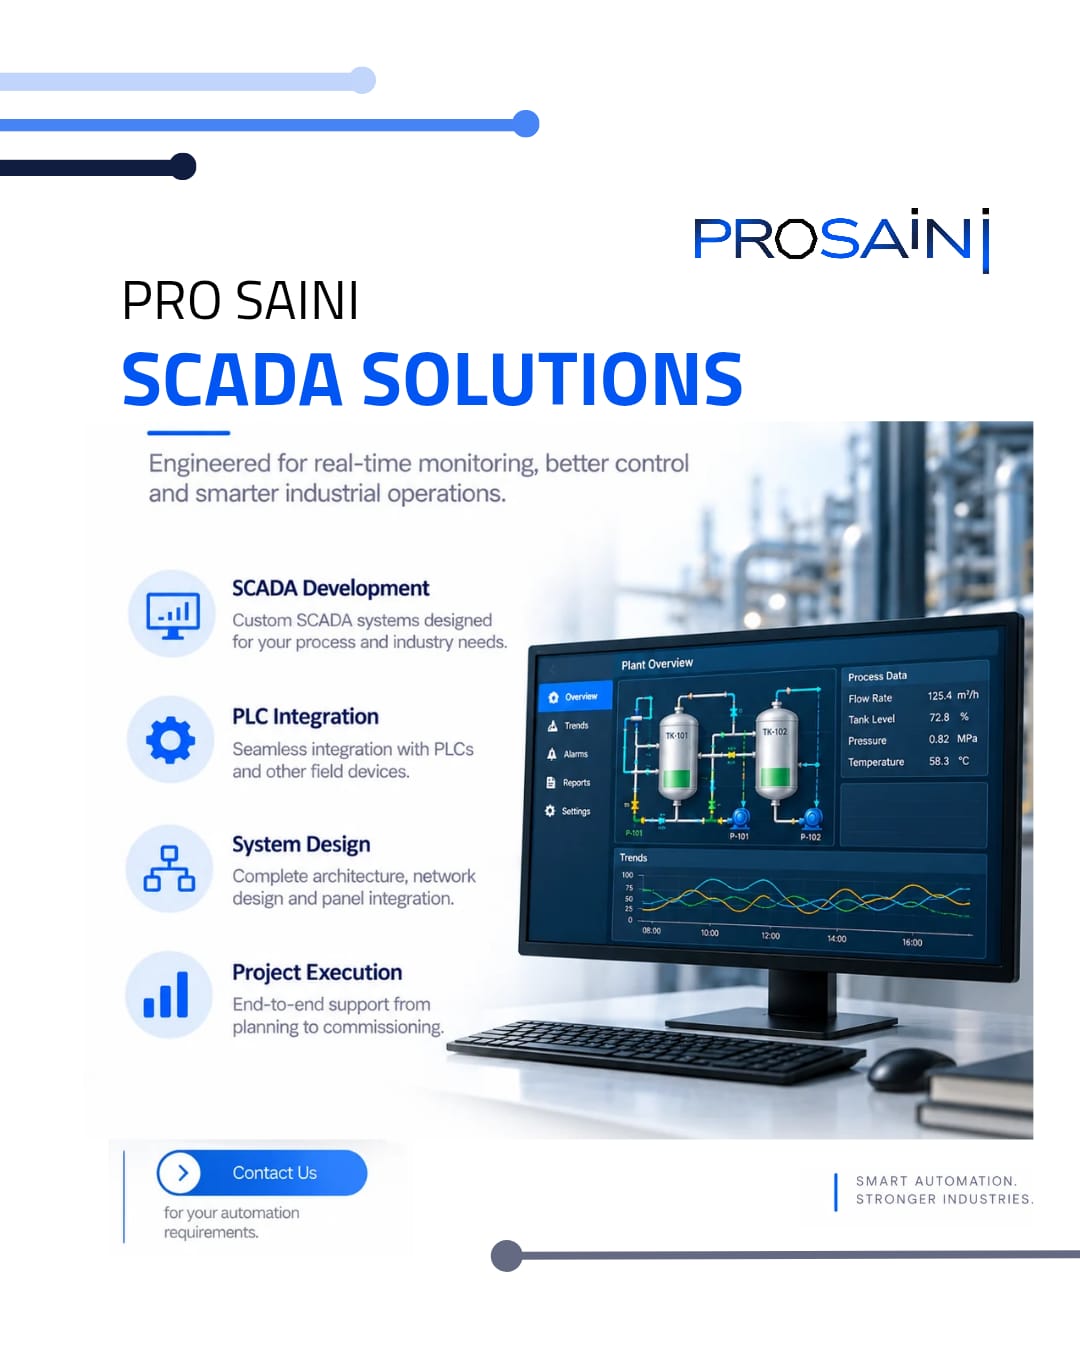 PROSAINI
PRO SAINI
SCADA SOLUTIONS
Engineered for real-time monitoring, better control
and smarter industrial operations.
SCADA Development
Custom SCADA systems designed
for your process and industry needs.
PLC Integration
Seamless integration with PLCs
and other field devices.
System Design
Complete architecture, network
design and panel integration.
Project Execution
End-to-end support from
planning to commissioning.
Plant Overview
Overview
Trends
Alarms
Reports
Settings
TK-101
TK-102
P-101
P-101
P-102
Process Data
Flow Rate 125.4 m³/h
Tank Level 72.8 %
Pressure 0.82 MPa
Temperature 58.3 °C
Trends
100
75
50
25
0
08:00 10:00 12:00 14:00 16:00
Contact Us
for your automation
requirements.
SMART AUTOMATION.
STRONGER INDUSTRIES.